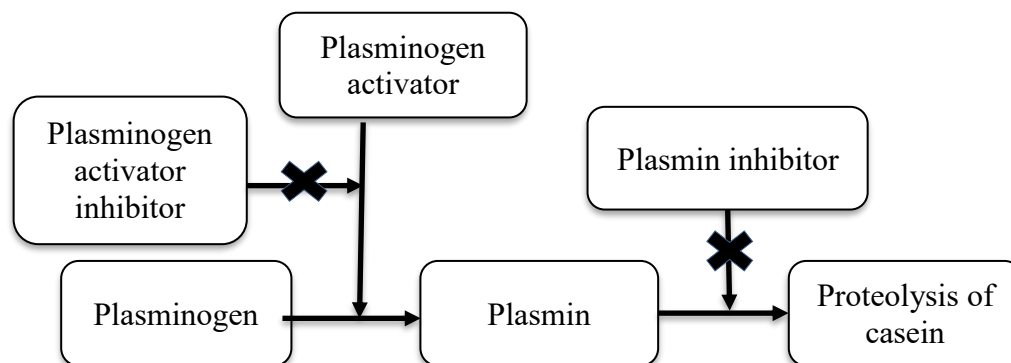 Plasminogen
activator
Plasminogen
activator
inhibitor
Plasmin inhibitor
Plasminogen
Plasmin
Proteolysis of
casein